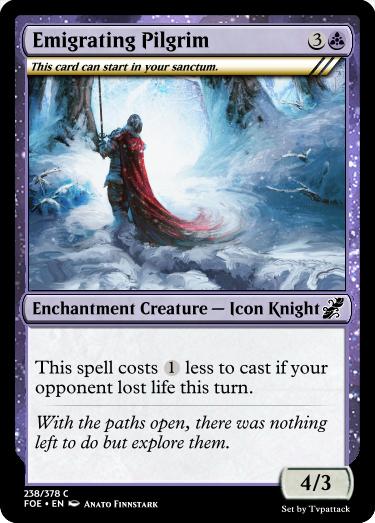 Emigrating Pilgrim 3
This card can start in your sanctum.
Enchantment Creature — Icon Knight
This spell costs 1 less to cast if your
opponent lost life this turn.
With the paths open, there was nothing
left to do but explore them.
4/3
238/378 C
FOE • EN Anato Finnstark
Set by Tvpattack